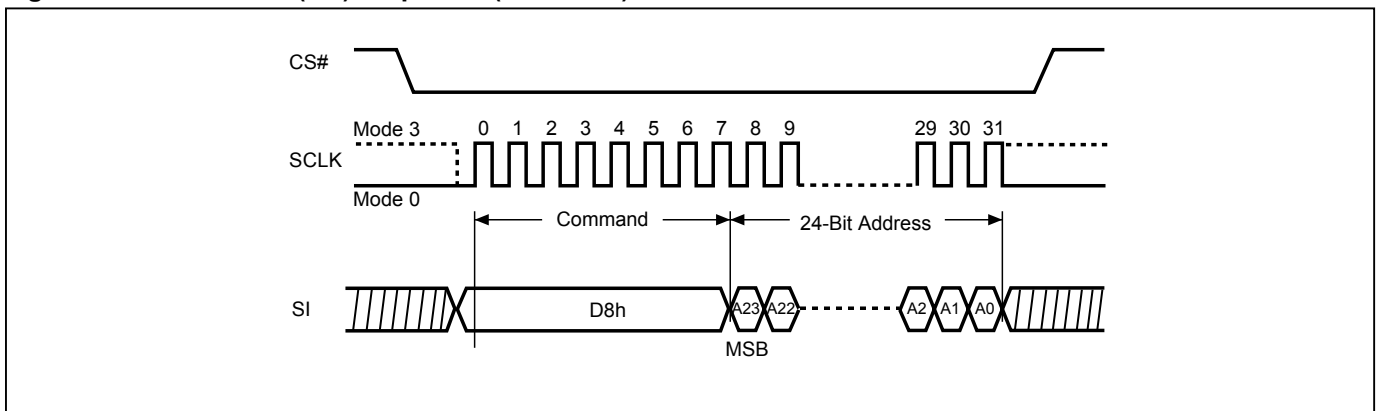 CS#
Mode 3
0 1 2 3 4 5 6 7 8 9 29 30 31
SCLK
Mode 0
Command
24-Bit Address
SI
D8h
A23 A22 A2 A1 A0
MSB